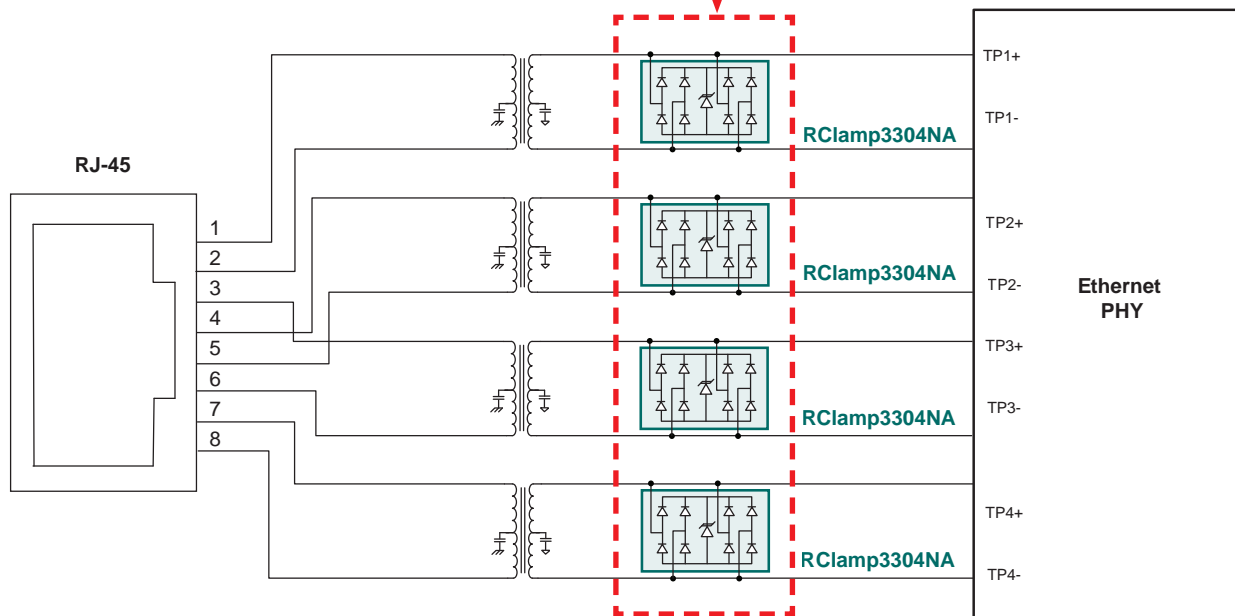 RJ-45
1
2
3
4
5
6
7
8
RClamp3304NA
RClamp3304NA
RClamp3304NA
RClamp3304NA
TP1+
TP1-
TP2+
TP2-
TP3+
TP3-
TP4+
TP4-
Ethernet
PHY